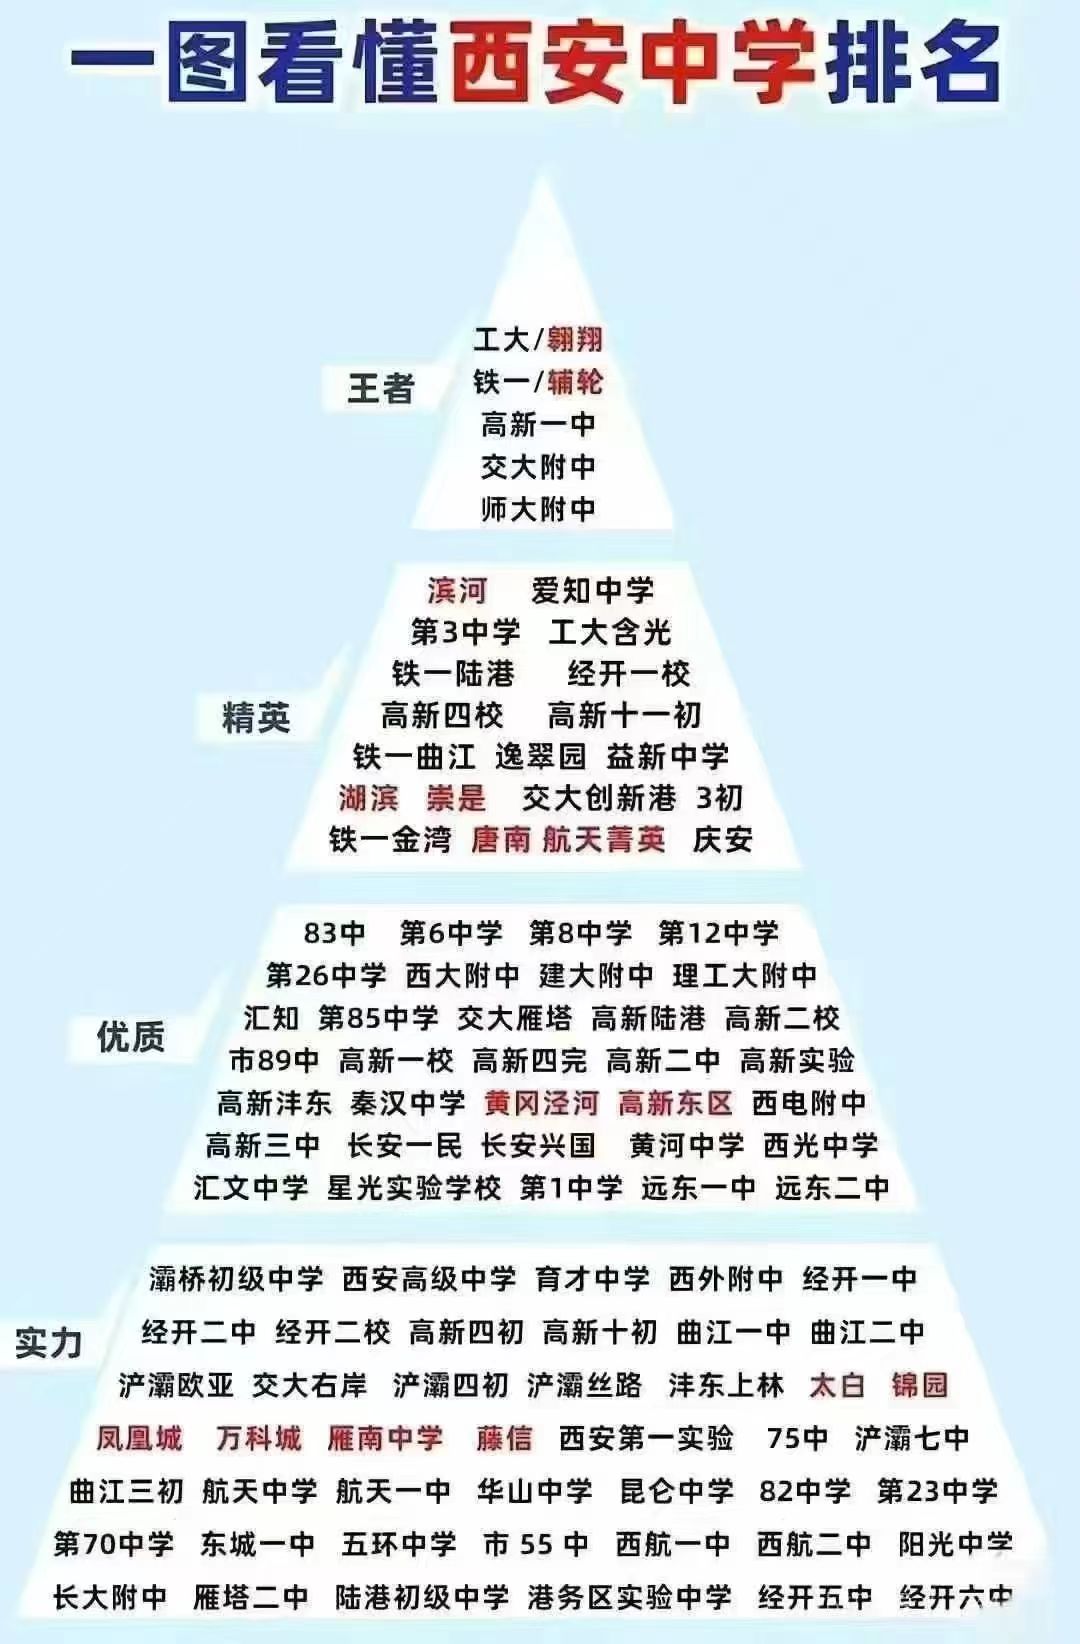 一图看懂西安中学排名
王者
工大/翱翔
铁一/辅轮
高新一中
交大附中
师大附中
精英
滨河 爱知中学
第3中学 工大含光
铁一陆港 经开一校
高新四校 高新十一初
铁一曲江 逸翠园 益新中学
湖滨 崇是 交大创新港 3初
铁一金湾 唐南 航天菁英 庆安
优质
83中 第6中学 第8中学 第12中学
第26中学 西大附中 建大附中 理工大附中
汇知 第85中学 交大雁塔 高新陆港 高新二校
市89中 高新一校 高新四完 高新二中 高新实验
高新沣东 秦汉中学 黄冈泾河 高新东区 西电附中
高新三中 长安一民 长安兴国 黄河中学 西光中学
汇文中学 星光实验学校 第1中学 远东一中 远东二中
实力
灞桥初级中学 西安高级中学 育才中学 西外附中 经开一中
经开二中 经开二校 高新四初 高新十初 曲江一中 曲江二中
浐灞欧亚 交大右岸 浐灞四初 浐灞丝路 沣东上林 太白 锦园
凤凰城 万科城 雁南中学 藤信 西安第一实验 75中 浐灞七中
曲江三初 航天中学 航天一中 华山中学 昆仑中学 82中学 第23中学
第70中学 东城一中 五环中学 市 55 中 西航一中 西航二中 阳光中学
长大附中 雁塔二中 陆港初级中学 港务区实验中学 经开五中 经开六中